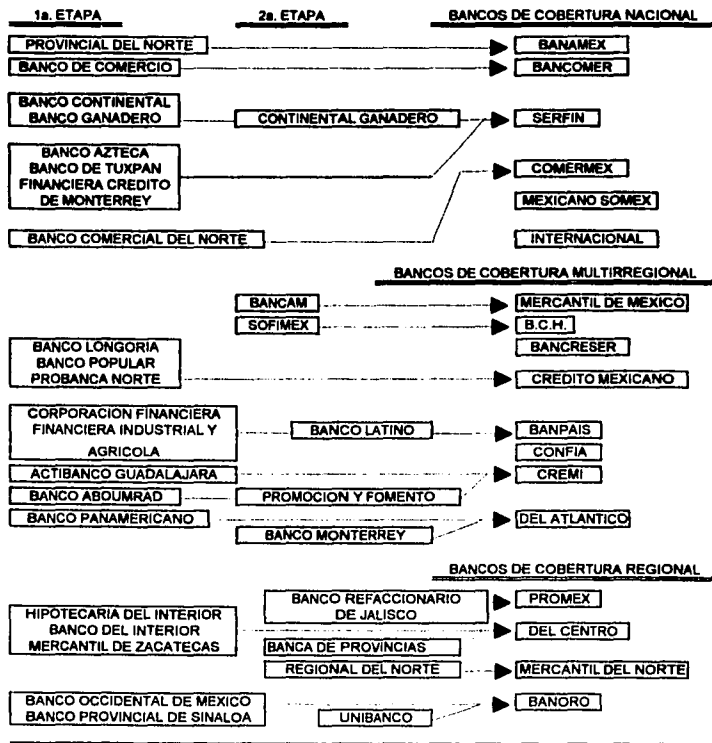 1a. ETAPA 2a. ETAPA BANCOS DE COBERTURA NACIONAL
PROVINCIAL DEL NORTE BANAMEX
BANCO DE COMERCIO BANCOMER
BANCO CONTINENTAL
BANCO GANADERO CONTINENTAL GANADERO SERFIN
BANCO AZTECA
BANCO DE TUXPAN
FINANCIERA CREDITO
DE MONTERREY
COMERMEX
MEXICANO SOMEX
BANCO COMERCIAL DEL NORTE INTERNACIONAL
BANCOS DE COBERTURA MULTIRREGIONAL
BANCAM MERCANTIL DE MEXICO
SOFIMEX B.C.H.
BANCRESER
BANCO LONGORIA
BANCO POPULAR
PROBANCA NORTE CREDITO MEXICANO
CORPORACION FINANCIERA
FINANCIERA INDUSTRIAL Y
AGRICOLA
BANCO LATINO BANPAIS
CONFIA
ACTIBANCO GUADALAJARA CREMI
BANCO ABOUMRAD PROMOCION Y FOMENTO
BANCO PANAMERICANO DEL ATLANTICO
BANCO MONTERREY
BANCOS DE COBERTURA REGIONAL
BANCO REFACCIONARIO
DE JALISCO
PROMEX
HIPOTECARIA DEL INTERIOR
BANCO DEL INTERIOR
MERCANTIL DE ZACATECAS
DEL CENTRO
BANCA DE PROVINCIAS
REGIONAL DEL NORTE MERCANTIL DEL NORTE
BANCO OCCIDENTAL DE MEXICO
BANCO PROVINCIAL DE SINALOA
UNIBANCO BANORO